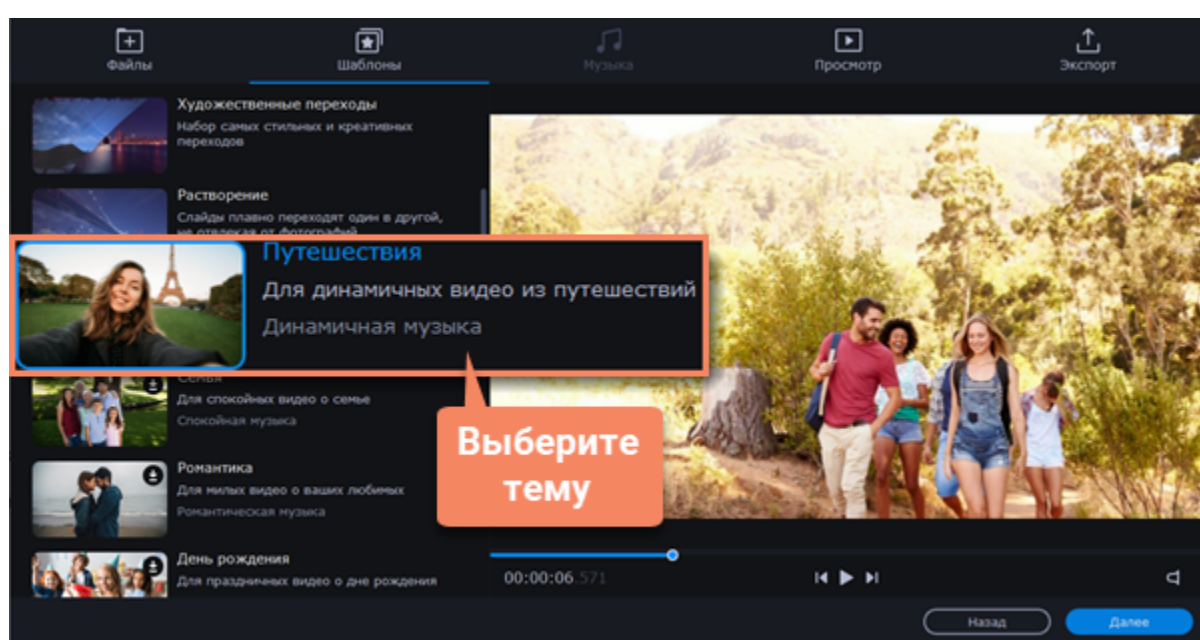 Файлы
Шаблоны
Музыка
Просмотр
Экспорт
Художественные переходы
Набор самых стильных и креативных
переходов
Растворение
Слайды плавно переходят один в другой,
не отвлекая от фотографий
Путешествия
Для динамичных видео из путешествий
Динамичная музыка
Семья
Для спокойных видео о семье
Спокойная музыка
Выберите
тему
Романтика
Для милых видео о ваших любимых
Романтическая музыка
День рождения
Для праздничных видео о дне рождения
00:00:06.571
Назад
Далее